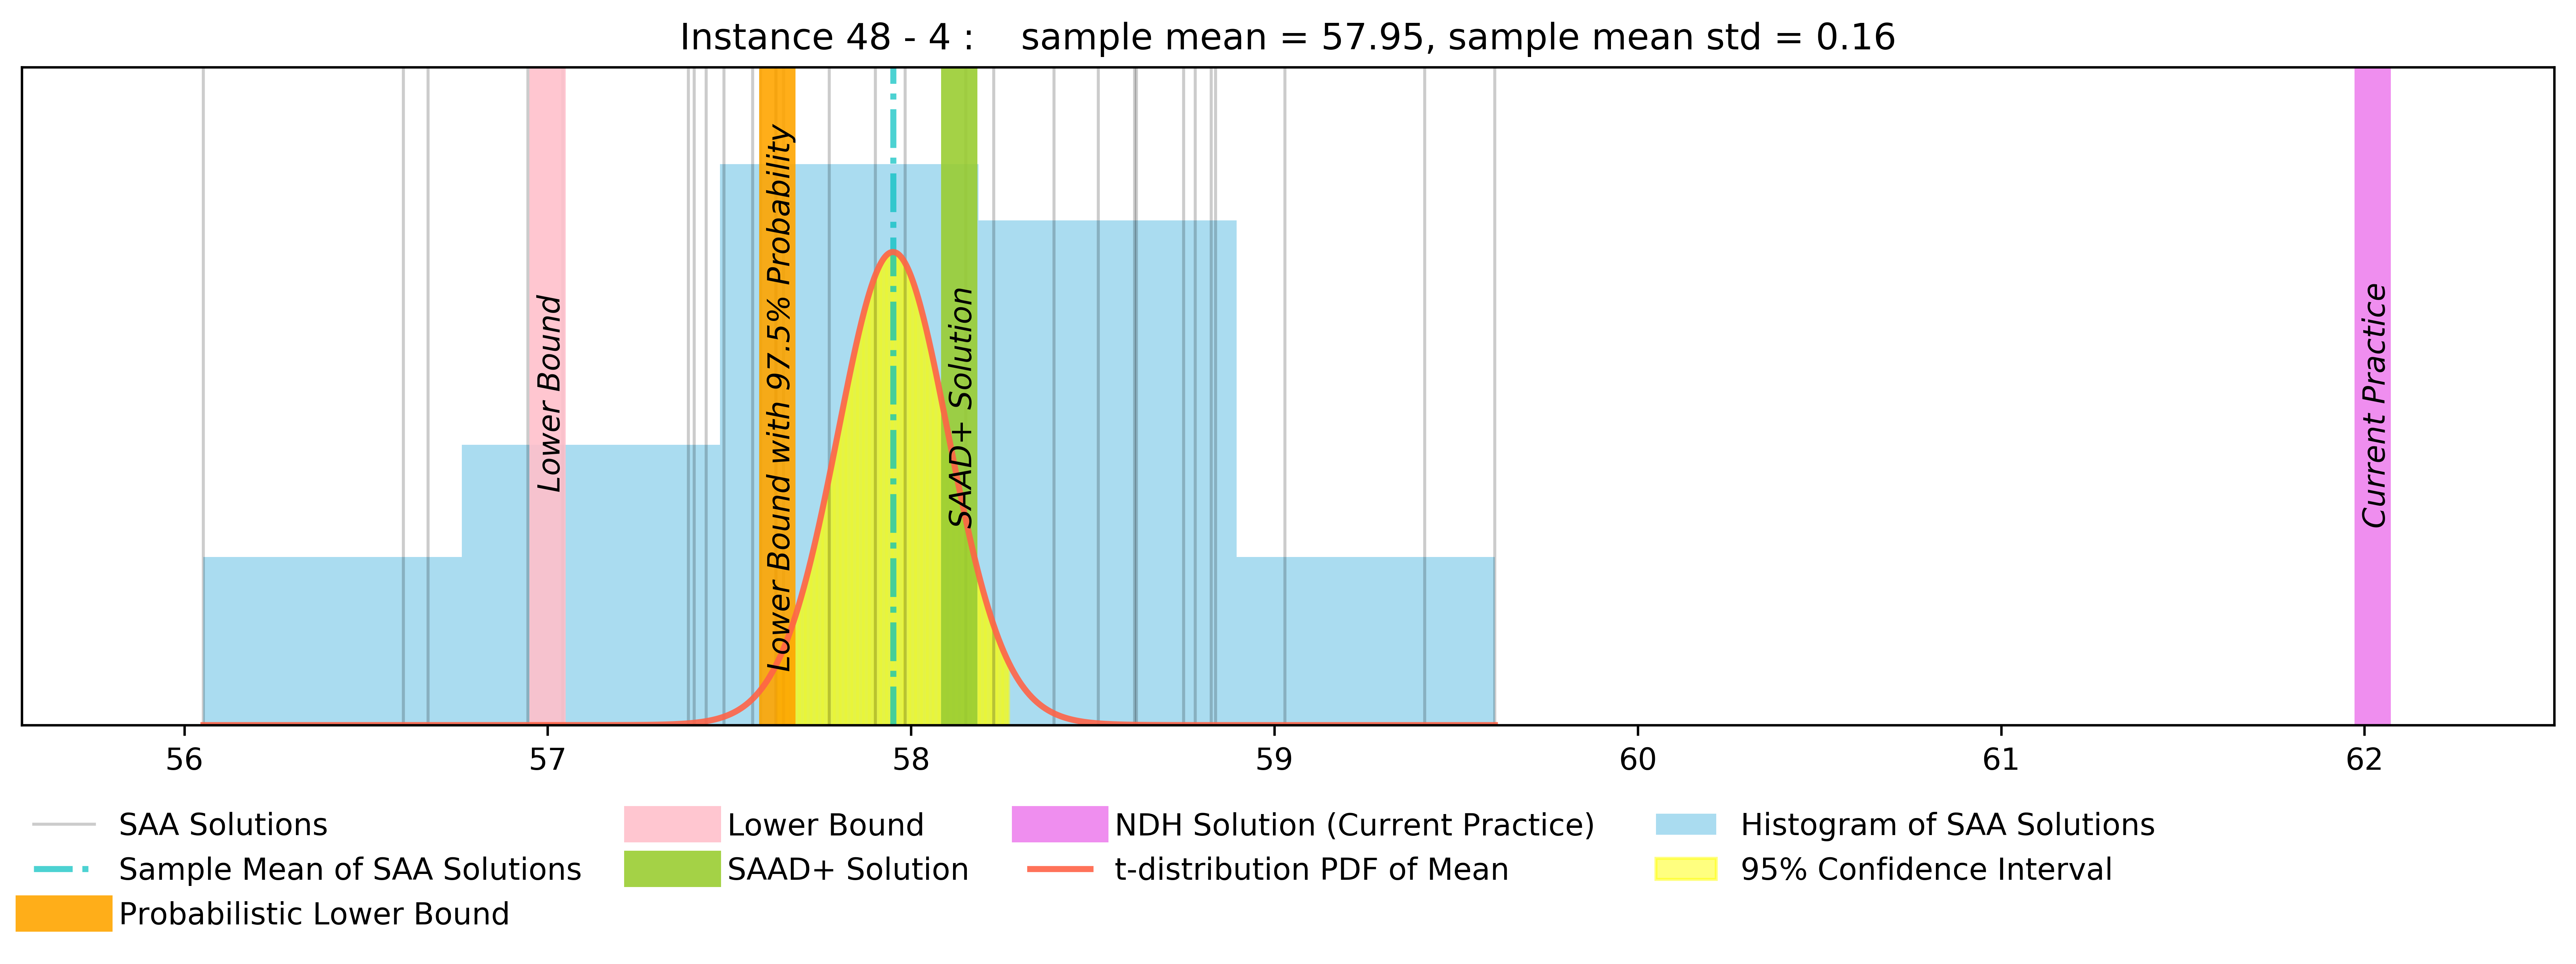 Instance 48 - 4 :    sample mean = 57.95, sample mean std = 0.16
Lower Bound
Lower Bound with 97.5% Probability
SAAD+ Solution
Current Practice
56 57 58 59 60 61 62
SAA Solutions
Sample Mean of SAA Solutions
Probabilistic Lower Bound
Lower Bound
SAAD+ Solution
NDH Solution (Current Practice)
t-distribution PDF of Mean
Histogram of SAA Solutions
95% Confidence Interval